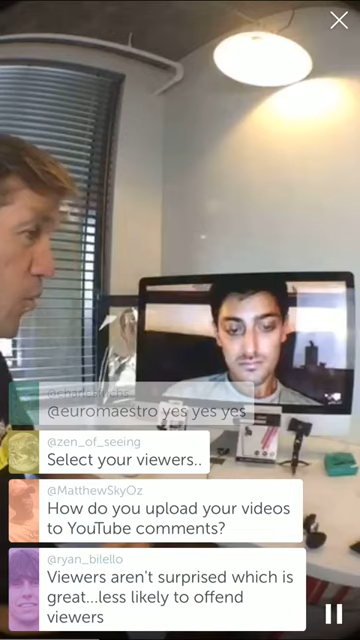 @euromaestro yes yes yes
@zen_of_seeing
Select your viewers..
@MatthewSkyOz
How do you upload your videos
to YouTube comments?
@ryan_bilello
Viewers aren't surprised which is
great...less likely to offend
viewers